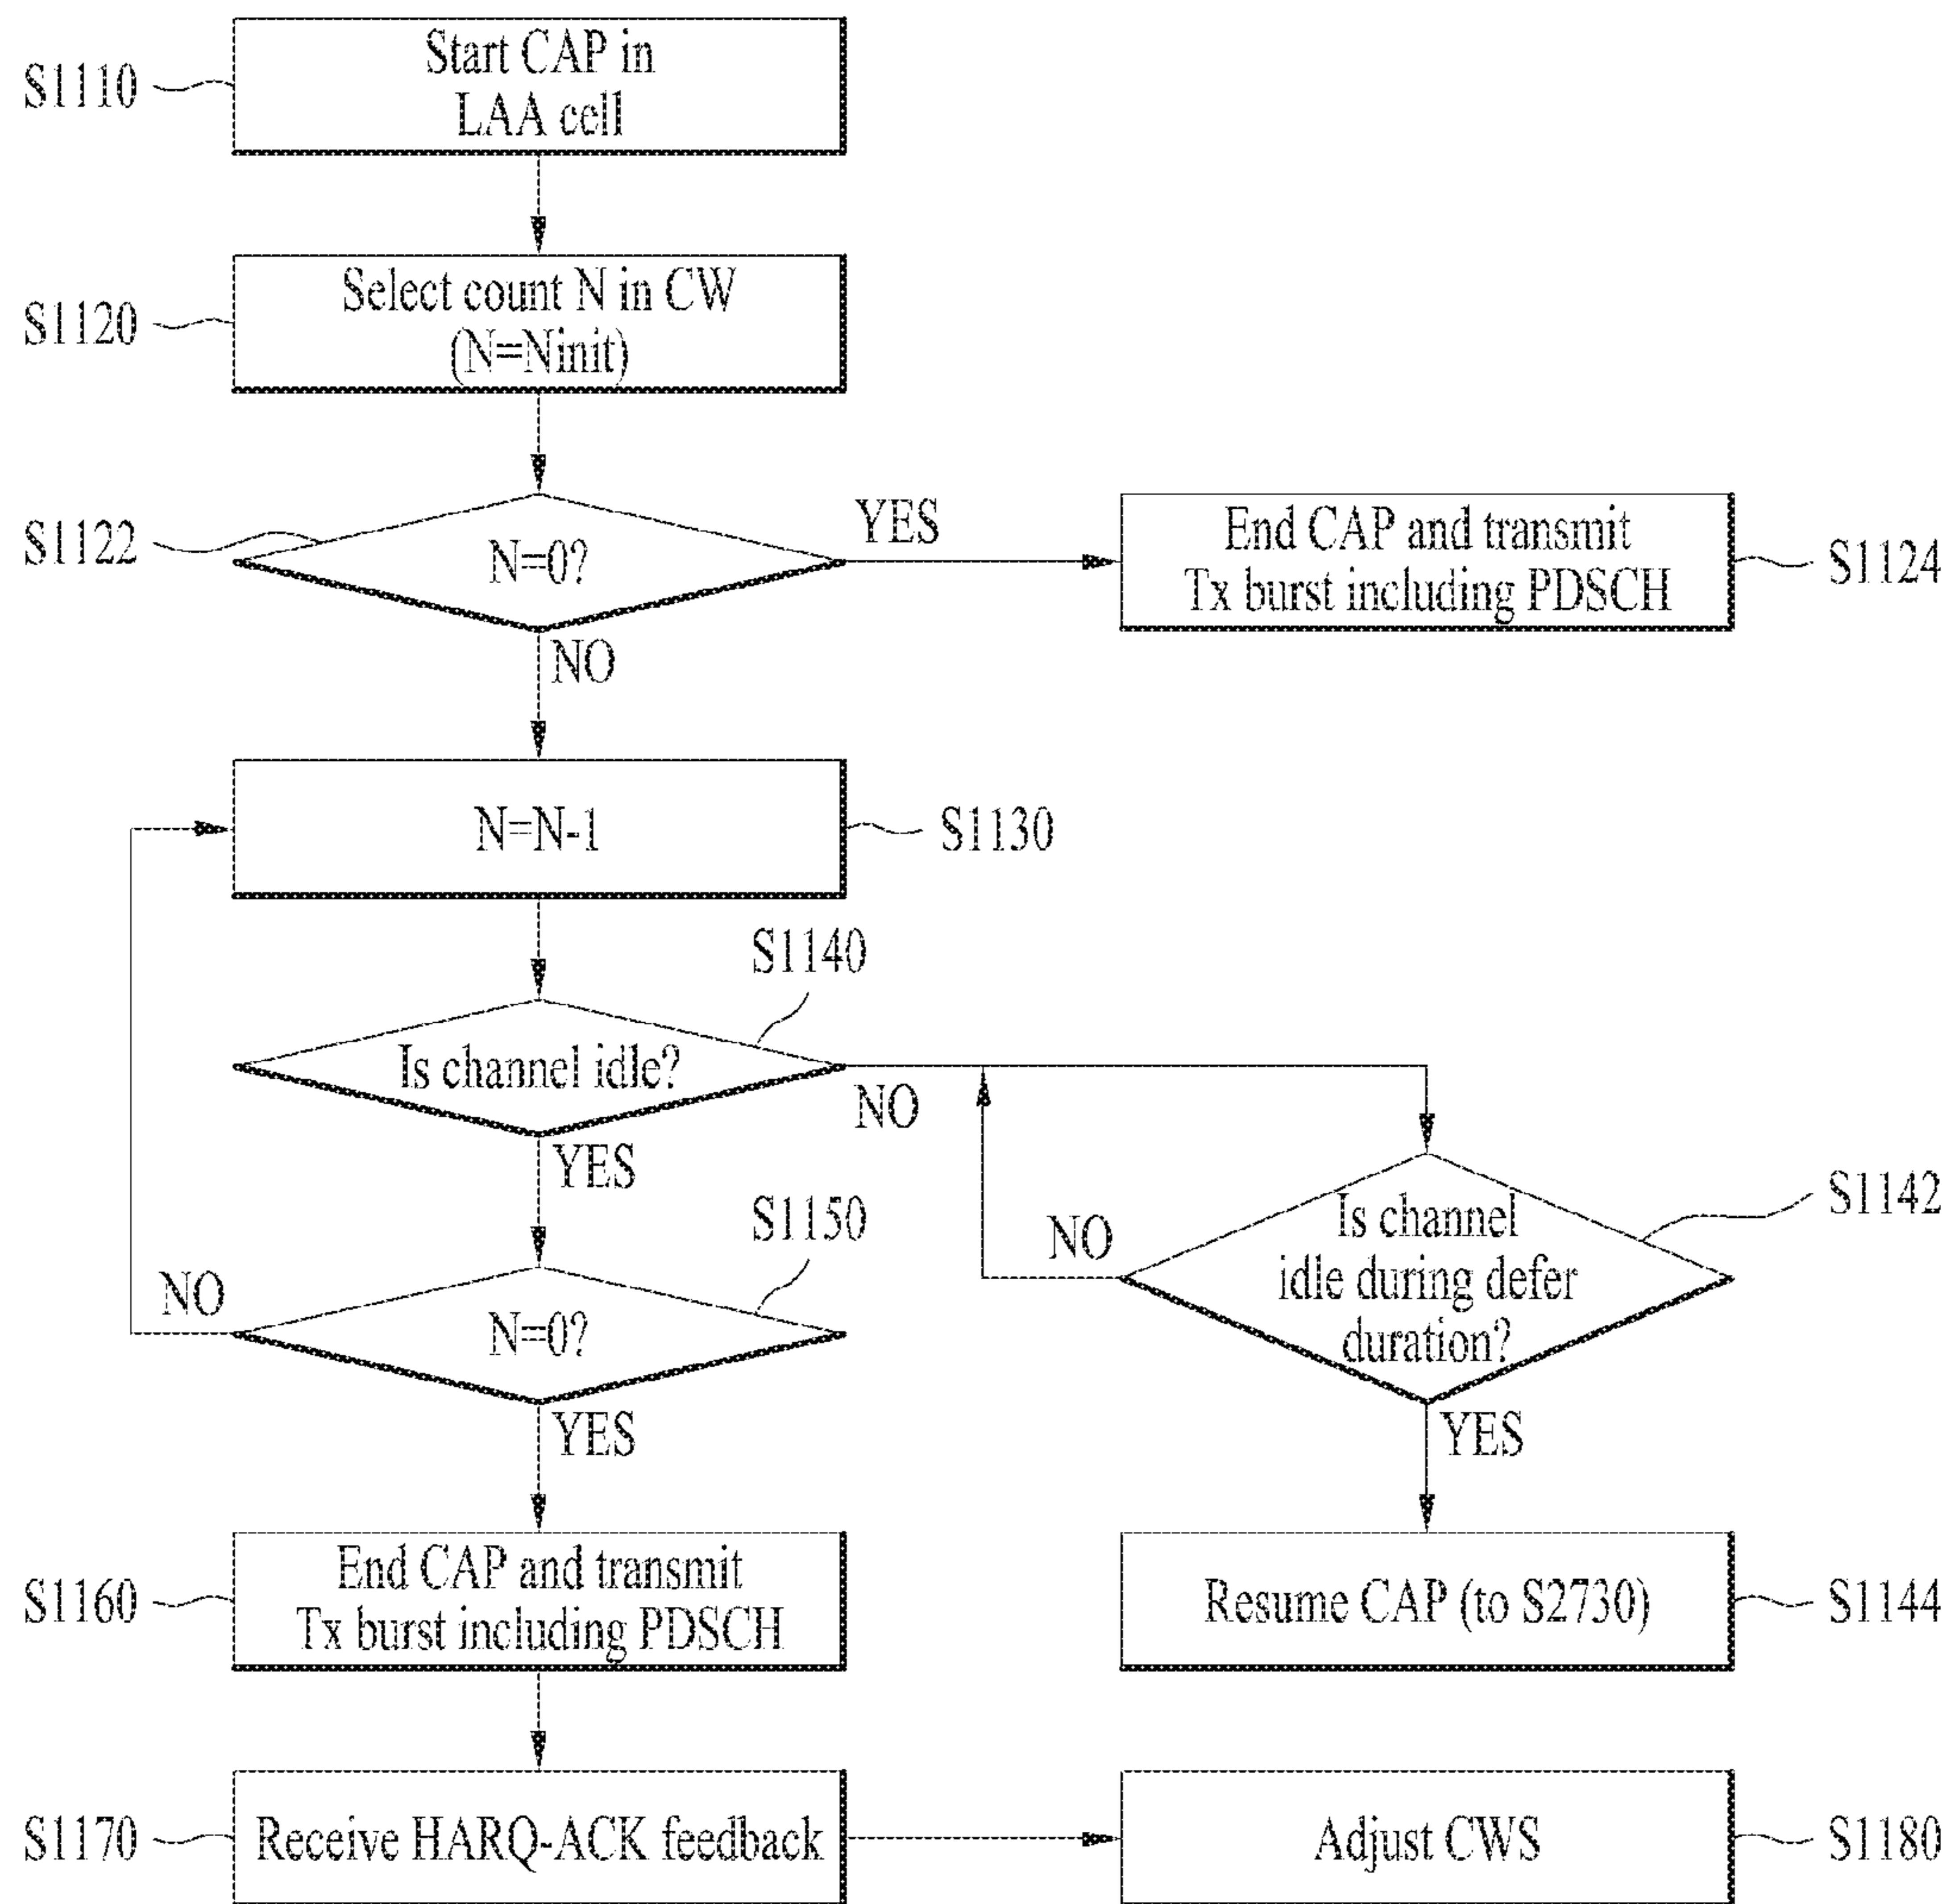 S1110
Start CAP in
LAA cell
S1120
Select count N in CW
(N=Ninit)
S1122
N=0?
YES
End CAP and transmit
Tx burst including PDSCH
S1124
NO
N=N-1
S1130
S1140
Is channel idle?
NO
YES
S1142
Is channel
idle during defer
duration?
NO
S1150
NO
N=0?
YES
YES
S1160
End CAP and transmit
Tx burst including PDSCH
Resume CAP (to S2730)
S1144
S1170
Receive HARQ-ACK feedback
Adjust CWS
S1180